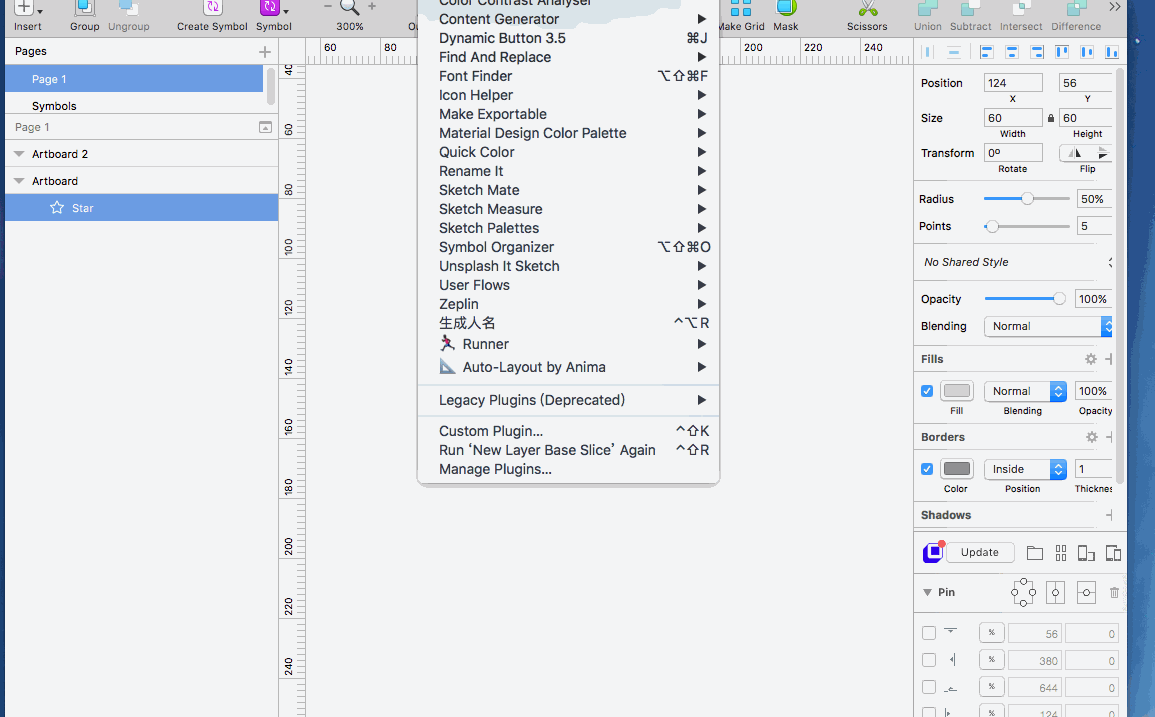 Color Contrast Analyser
Insert
Group
Ungroup
Create Symbol
Symbol
300%
Make Grid
Mask
Scissors
Union
Subtract
Intersect
Difference
Pages
Page 1
Symbols
Page 1
Artboard 2
Artboard
Star
60
80
200
220
240
40
60
80
100
120
140
160
180
200
220
240
Content Generator
Dynamic Button 3.5 ⌘J
Find And Replace
Font Finder ⌥⇧⌘F
Icon Helper
Make Exportable
Material Design Color Palette
Quick Color
Rename It
Sketch Mate
Sketch Measure
Sketch Palettes
Symbol Organizer ⌥⇧⌘O
Unsplash It Sketch
User Flows
Zeplin
生成人名 ^⌥R
Runner
Auto-Layout by Anima
Legacy Plugins (Deprecated)
Custom Plugin... ^⇧K
Run ‘New Layer Base Slice’ Again ^⇧R
Manage Plugins...
Position 124 56
X Y
Size 60 60
Width Height
Transform 0º
Rotate Flip
Radius 50%
Points 5
No Shared Style
Opacity 100%
Blending Normal
Fills
Normal 100%
Fill Blending Opacity
Borders
Inside 1
Color Position Thicknes
Shadows
Update
Pin
% 56 0
% 380 0
% 644 0
% 124 0